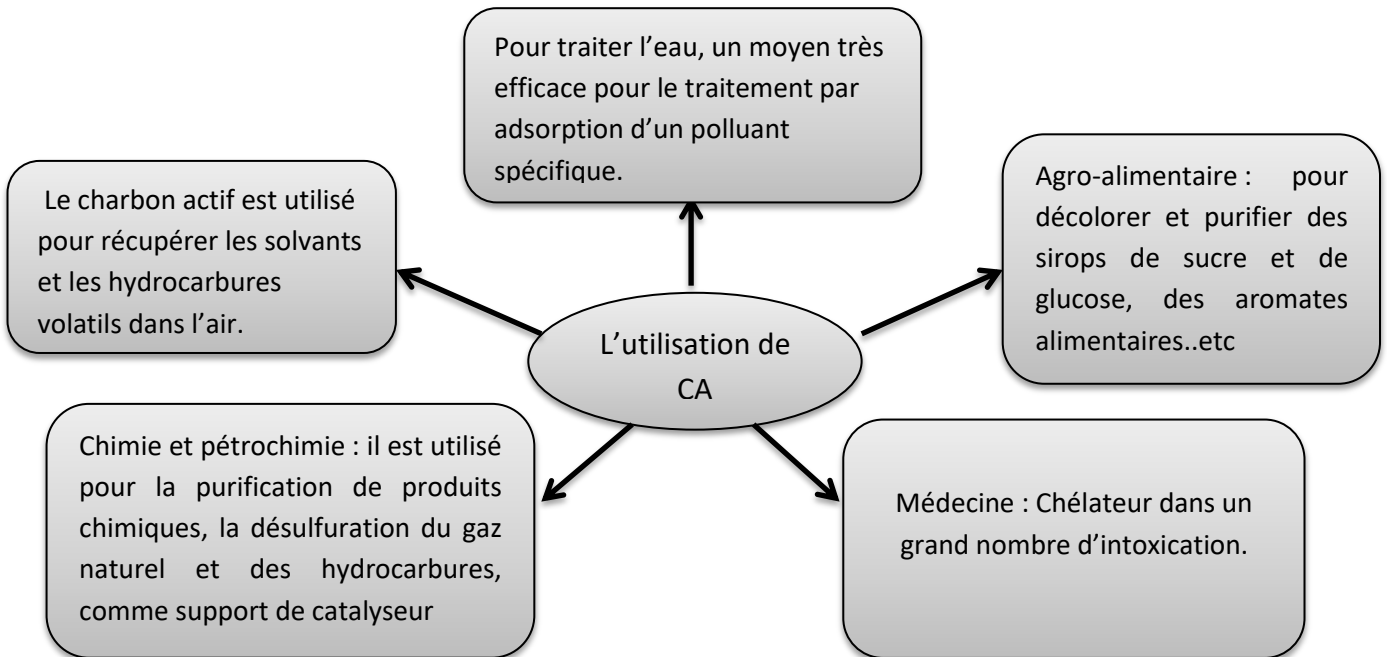 Pour traiter l’eau, un moyen très
efficace pour le traitement par
adsorption d’un polluant
spécifique.
Le charbon actif est utilisé
pour récupérer les solvants
et les hydrocarbures
volatils dans l’air.
Agro-alimentaire : pour
décolorer et purifier des
sirops de sucre et de
glucose, des aromates
alimentaires..etc
L’utilisation de
CA
Chimie et pétrochimie : il est utilisé
pour la purification de produits
chimiques, la désulfuration du gaz
naturel et des hydrocarbures,
comme support de catalyseur
Médecine : Chélateur dans un
grand nombre d’intoxication.